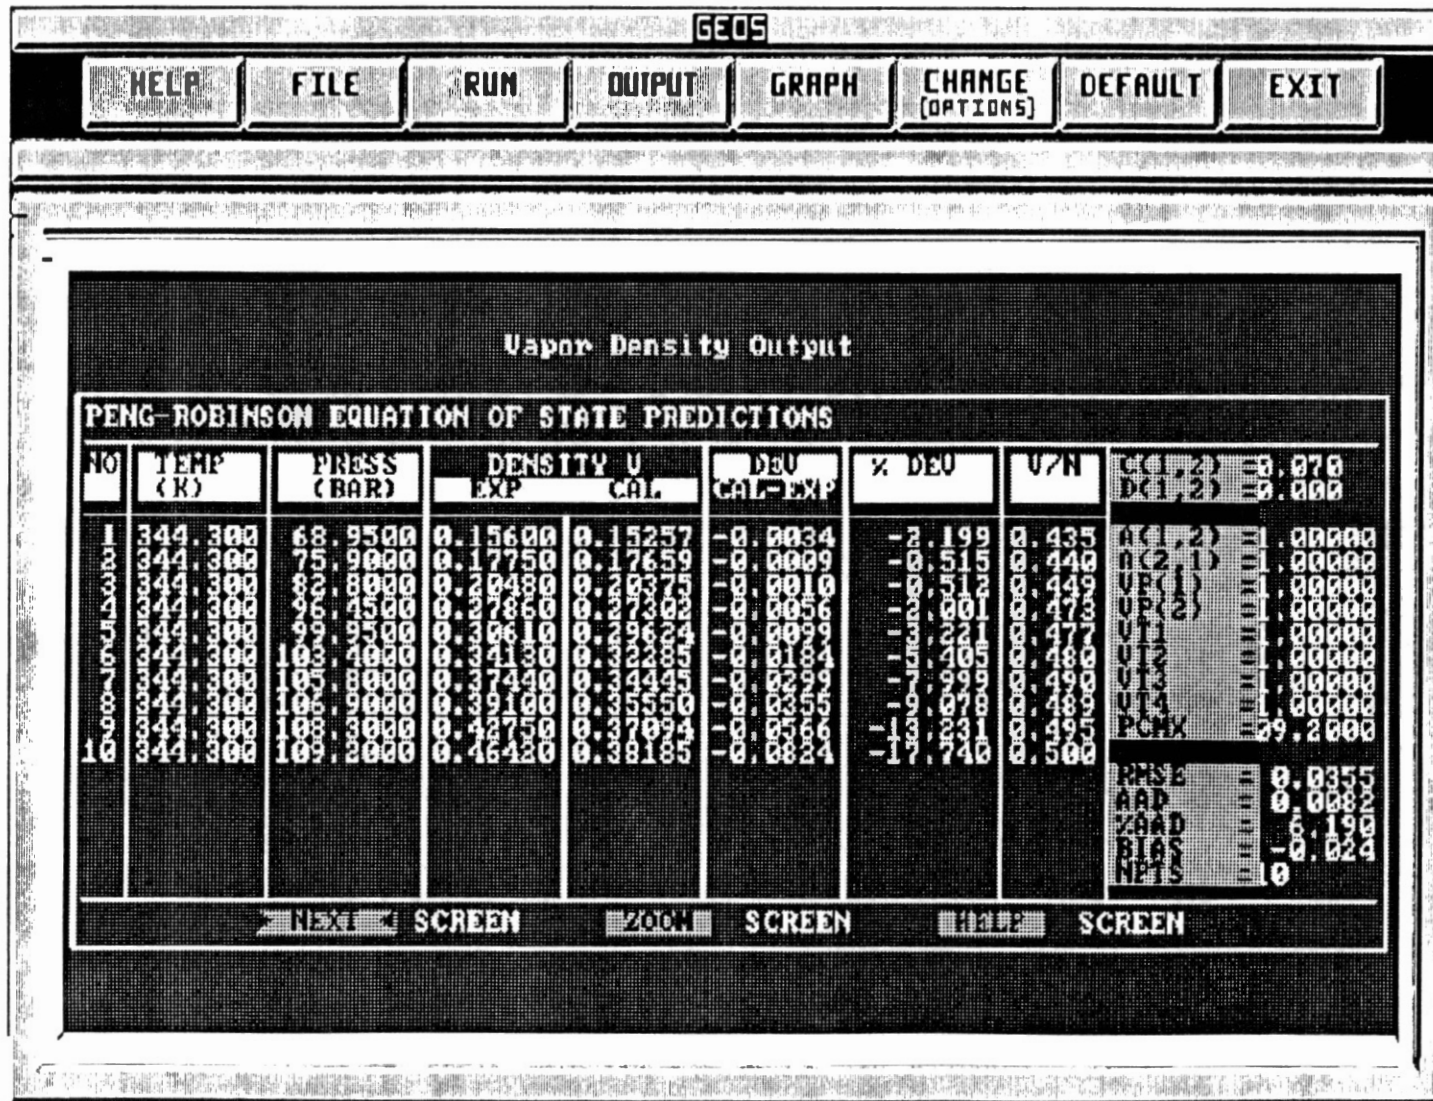 GEOS
HELP FILE RUN OUTPUT GRAPH CHANGE DEFAULT EXIT
[OPTIONS]
Vapor Density Output
PENG-ROBINSON EQUATION OF STATE PREDICTIONS
NO TEMP PRESS DENSITY V DEV % DEV V/N C(1,2) =0.070
(K) (BAR) EXP CAL CAL-EXP D(1,2) =0.000
1 344.300 68.9500 0.15600 0.15257 -0.0034 -2.199 0.435 A(1,2) =1.00000
2 344.300 75.9000 0.17750 0.17659 -0.0009 -0.515 0.440 A(2,1) =1.00000
3 344.300 82.8000 0.20480 0.20375 -0.0010 -0.512 0.449 VP(1) =1.00000
4 344.300 96.4500 0.27860 0.27302 -0.0056 -2.001 0.473 VP(2) =1.00000
5 344.300 99.9500 0.30610 0.29624 -0.0099 -3.221 0.477 VT1 =1.00000
6 344.300 103.4000 0.34130 0.32285 -0.0184 -5.405 0.480 VT2 =1.00000
7 344.300 105.8000 0.37440 0.34445 -0.0299 -7.999 0.490 VT3 =1.00000
8 344.300 106.9000 0.39100 0.35550 -0.0355 -9.078 0.489 VT4 =1.00000
9 344.300 0.42750 0.37094 -0.0566 -13.231 0.495 PCMX =09.2000
10 344.300 109.2000 0.46420 0.38185 -0.0824 -17.740 0.500
RMSE = 0.0355
AAD = 0.0082
%AAD = 6.190
BIAS = -0.024
NPTS =10
NEXT SCREEN ZOOM SCREEN HELP SCREEN